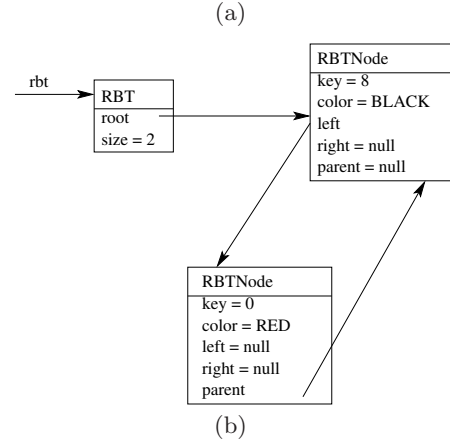 (a)
rbt
RBT
root
size = 2
RBTNode
key = 8
color = BLACK
left
right = null
parent = null
RBTNode
key = 0
color = RED
left = null
right = null
parent
(b)